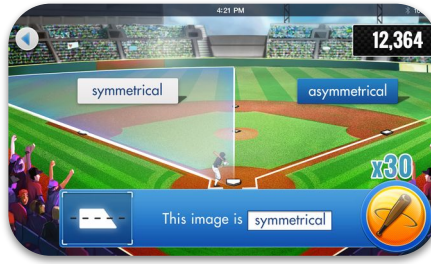 4:21 PM
12,364
symmetrical
asymmetrical
x30
This image is symmetrical